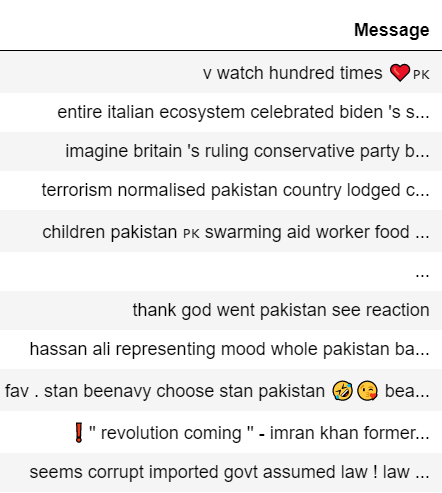 Message
v watch hundred times ❤️🇵🇰
entire italian ecosystem celebrated biden 's s...
imagine britain 's ruling conservative party b...
terrorism normalised pakistan country lodged c...
children pakistan 🇵🇰 swarming aid worker food ...
...
thank god went pakistan see reaction
hassan ali representing mood whole pakistan ba...
fav . stan beenavy choose stan pakistan 🤣😘 bea...
❗" revolution coming " - imran khan former...
seems corrupt imported govt assumed law ! law ...